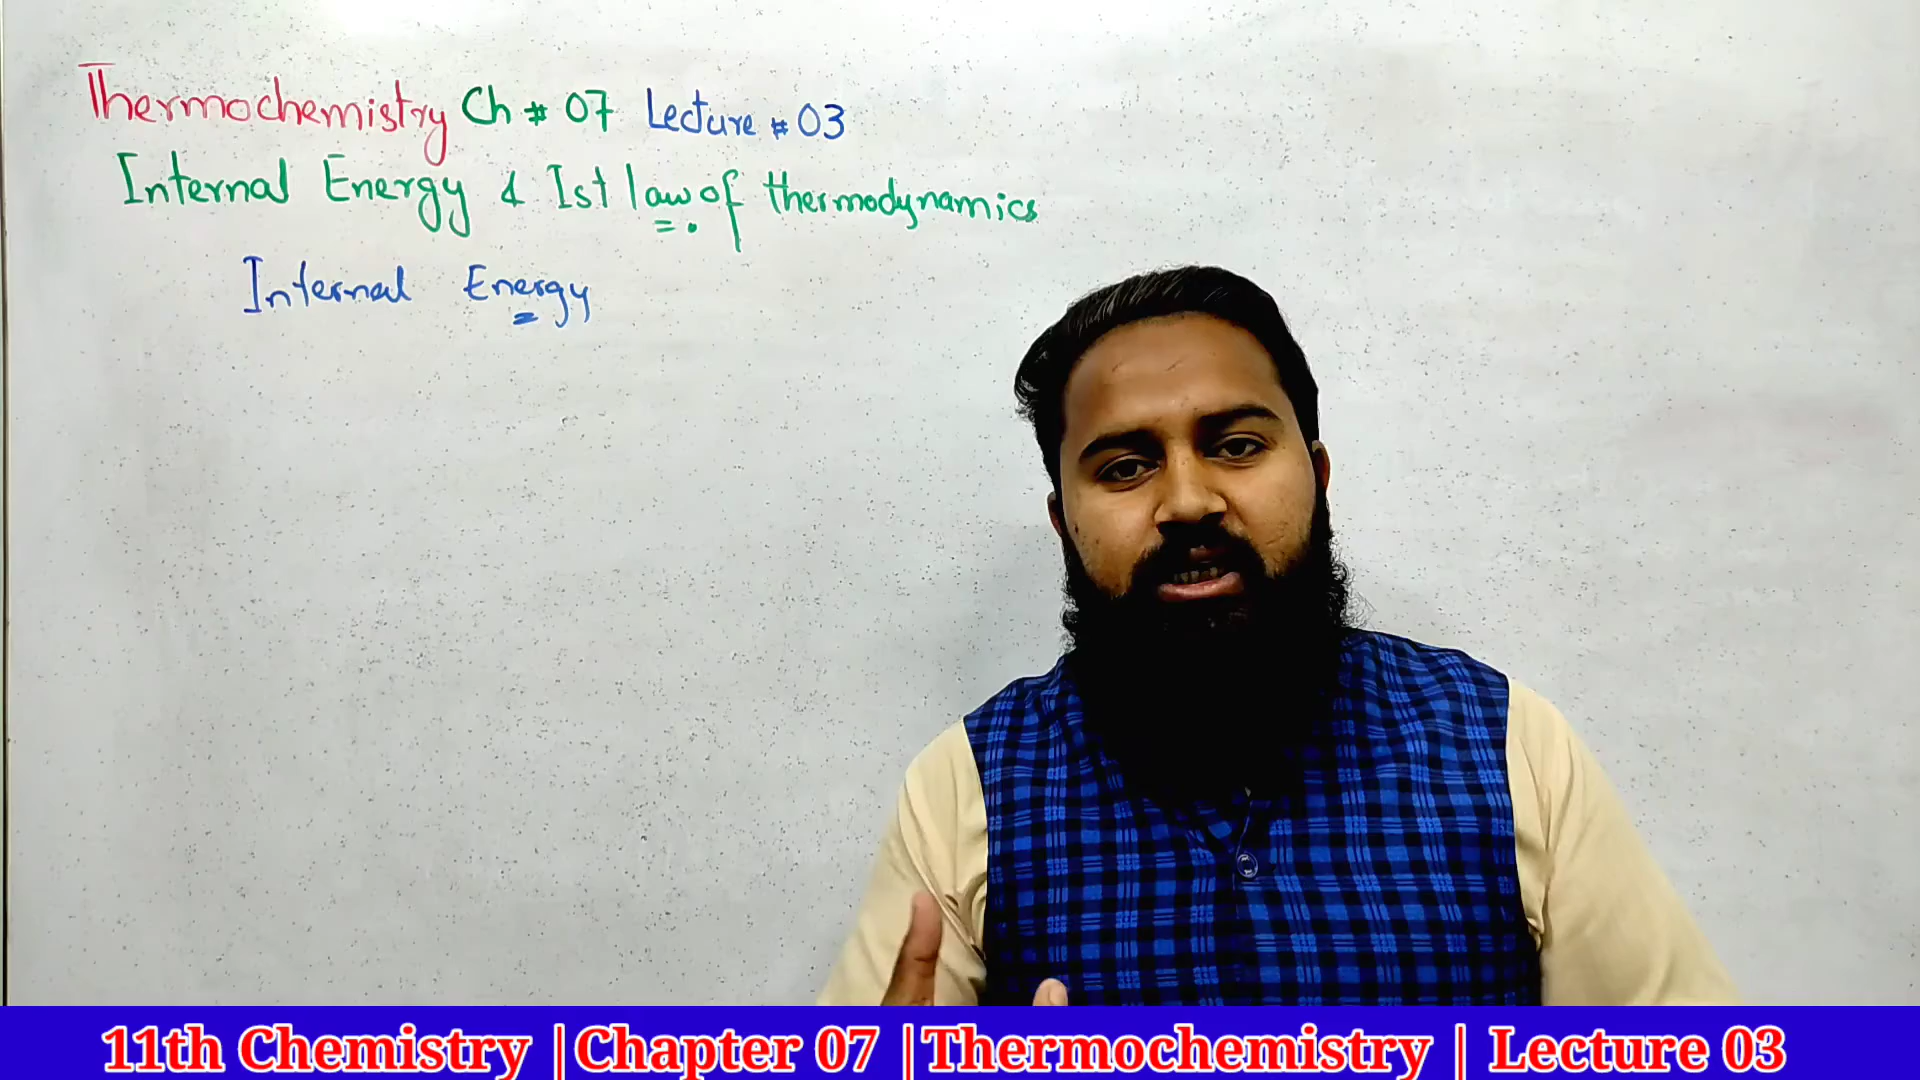 Thermochemistry Ch # 07 Lecture # 03
Internal Energy & Ist law of thermodynamics
Internal Energy
11th Chemistry | Chapter 07 | Thermochemistry | Lecture 03